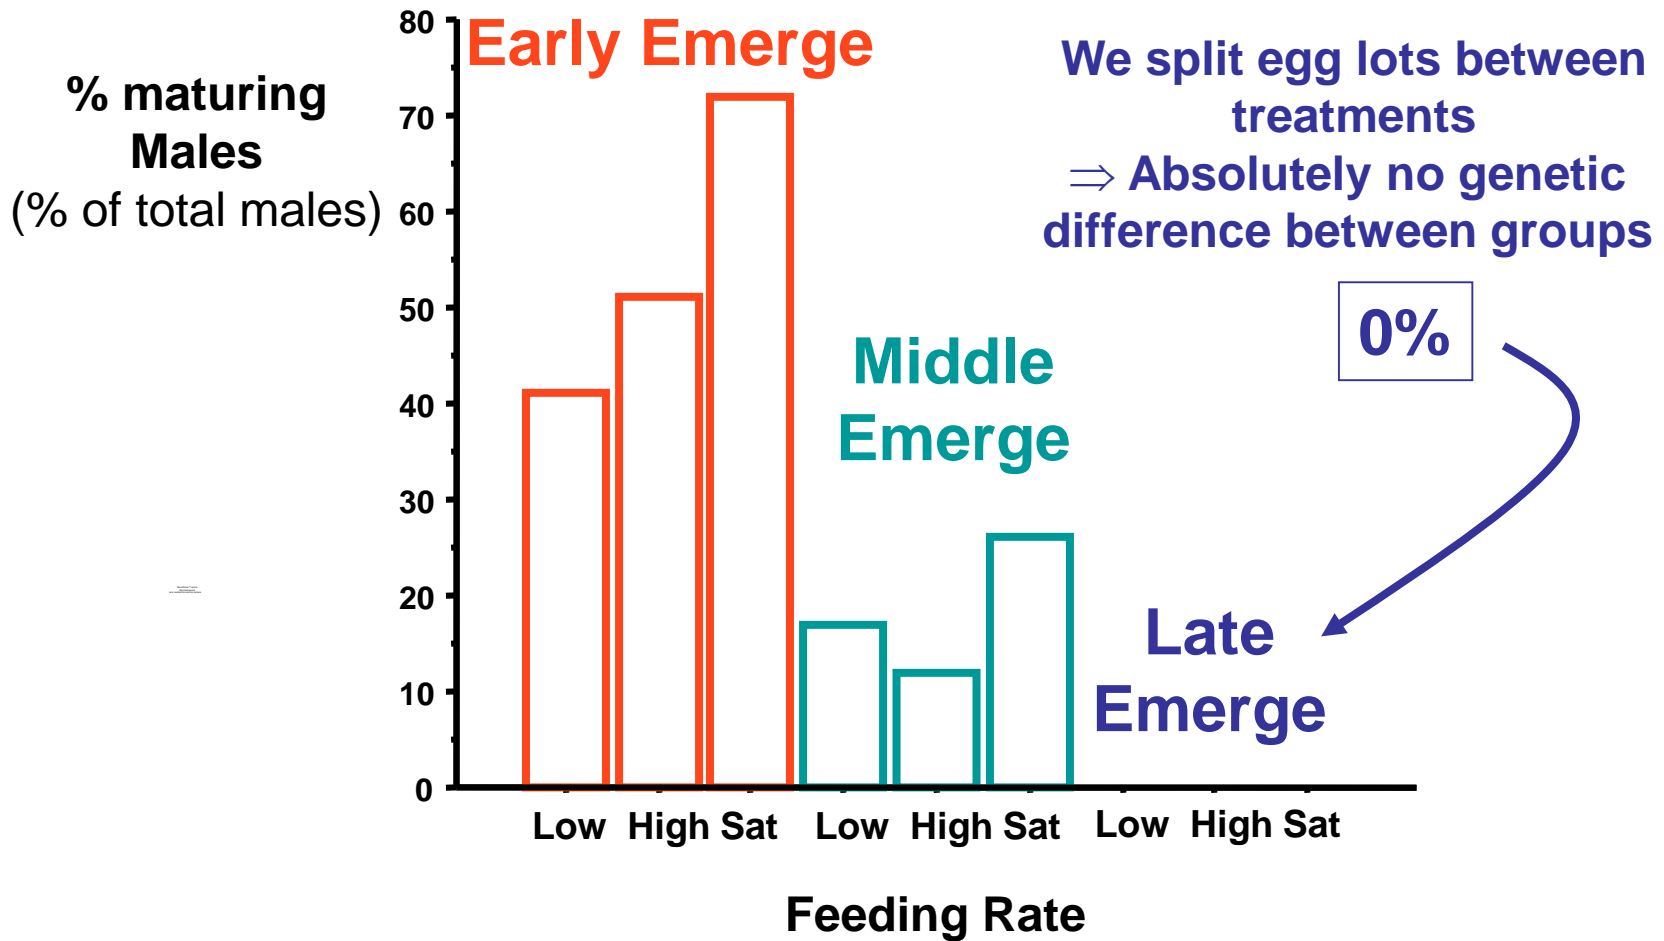 % maturing
Males
(% of total males)
80
70
60
50
40
30
20
10
0
Early Emerge
Middle
Emerge
Late
Emerge
We split egg lots between
treatments
⇒ Absolutely no genetic
difference between groups
0%
Low High Sat Low High Sat Low High Sat
Feeding Rate